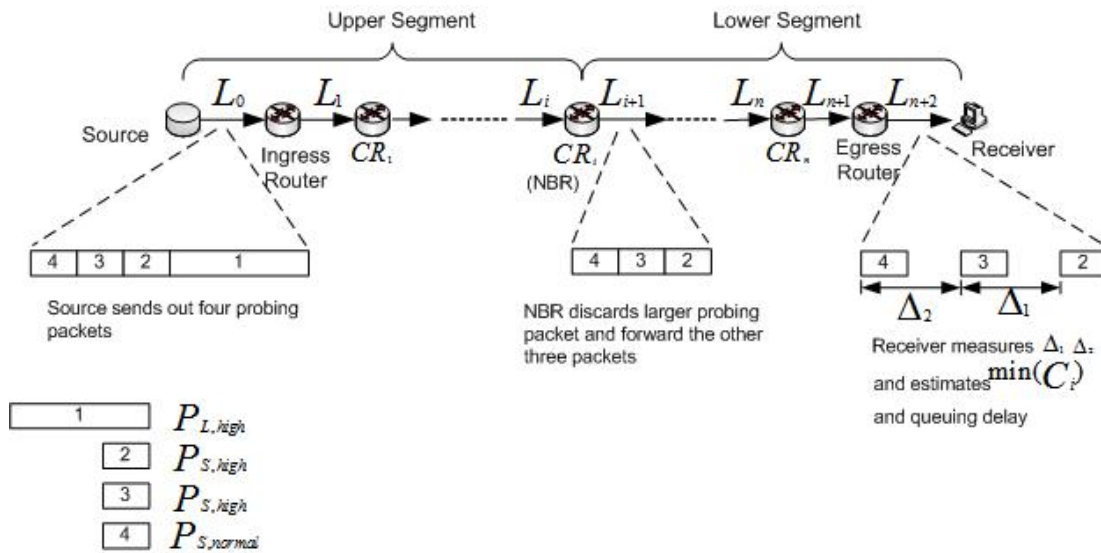 Upper Segment
Lower Segment
L0
L1
Li
Li+1
Ln
Ln+1
Ln+2
Source
Ingress
Router
CR1
CRi
(NBR)
CRn
Egress
Router
Receiver
4 3 2 1
4 3 2
4 3 2
Δ2 Δ1
Source sends out four probing
packets
NBR discards larger probing
packet and forward the other
three packets
Receiver measures Δ1 Δ2
and estimates min(Ci)
and queuing delay
1 PL,high
2 PS,high
3 PS,high
4 PS,normal